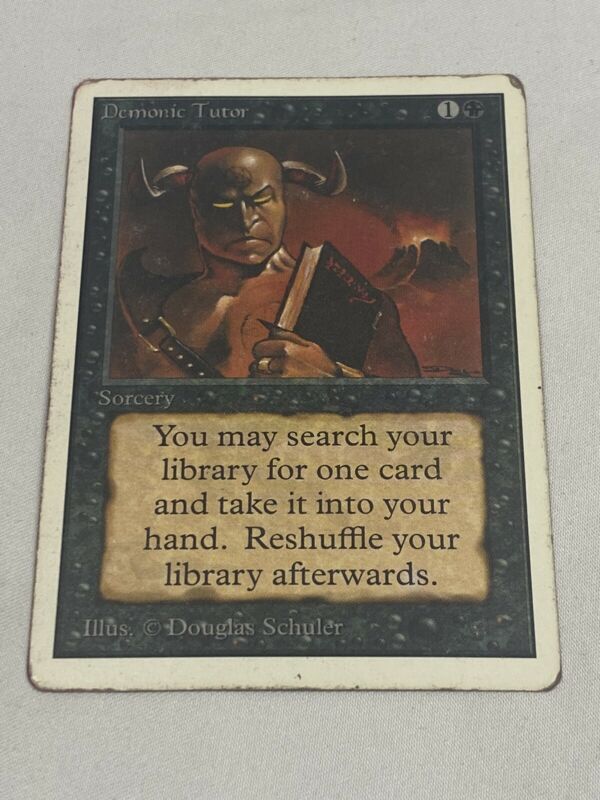 Demonic Tutor 1
Sorcery
You may search your
library for one card
and take it into your
hand. Reshuffle your
library afterwards.
Illus. © Douglas Schuler